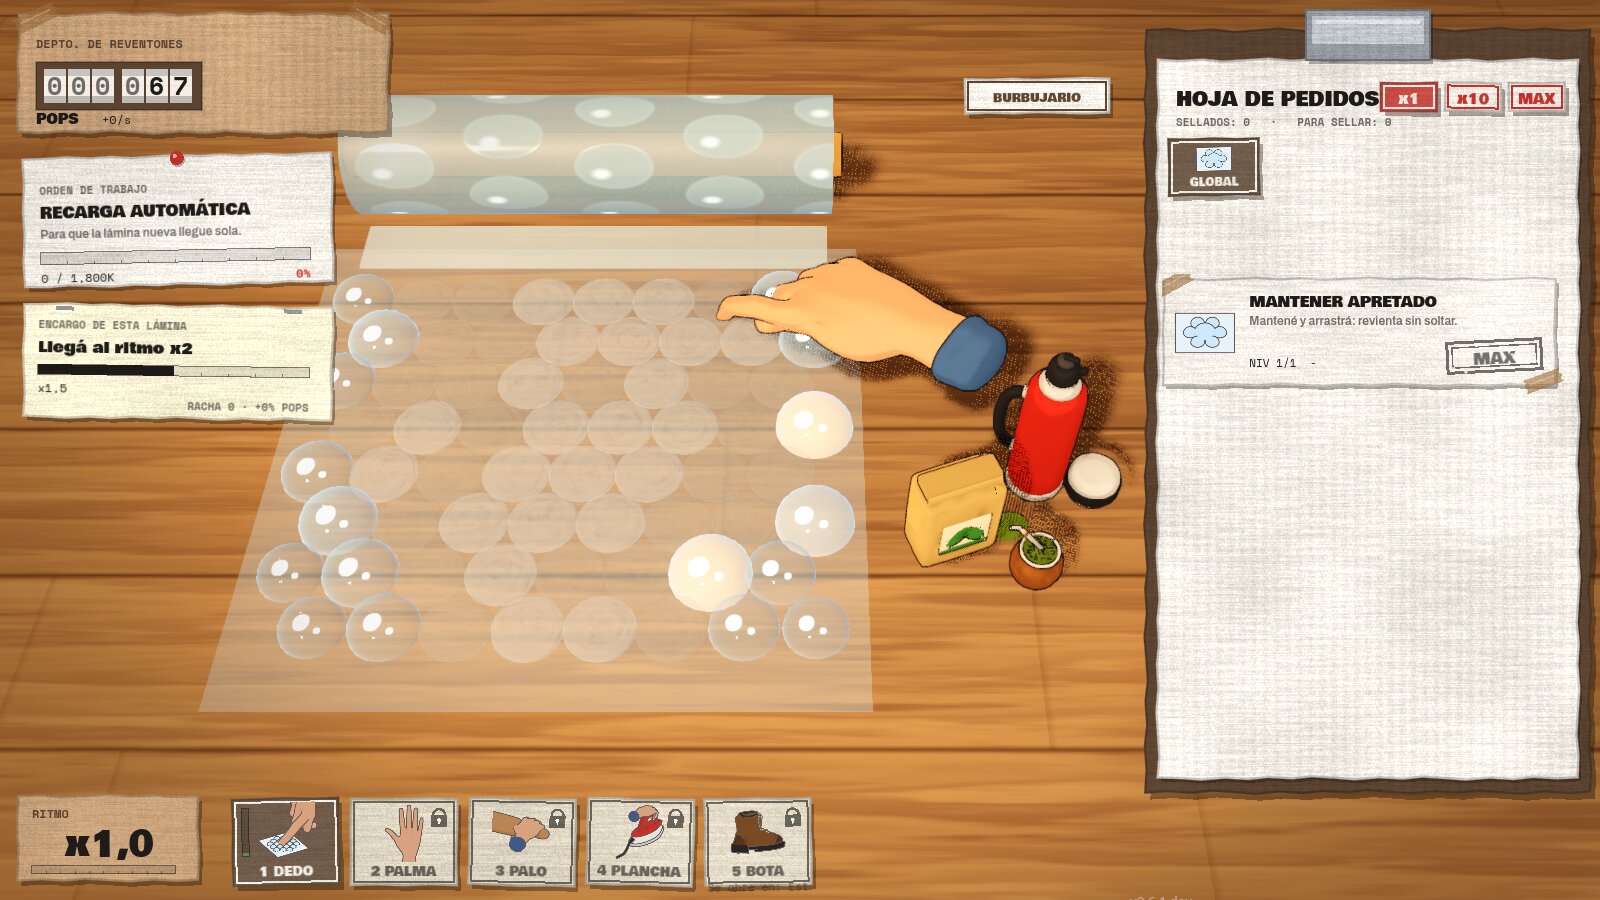 DEPTO. DE REVENTONES
000 067
POPS +0/s
ORDEN DE TRABAJO
RECARGA AUTOMÁTICA
Para que la lámina nueva llegue sola.
0 / 1.800K 0%
ENCARGO DE ESTA LÁMINA
Llegá al ritmo x2
x1,5
RACHA 0 · +0% POPS
BURBUJARIO
HOJA DE PEDIDOS x1 x10 MAX
SELLADOS: 0 · PARA SELLAR: 0
GLOBAL
MANTENER APRETADO
Mantené y arrastrá: revienta sin soltar.
NIV 1/1 -
MAX
RITMO
x1,0
1 DEDO
2 PALMA
3 PALO
4 PLANCHA
5 BOTA